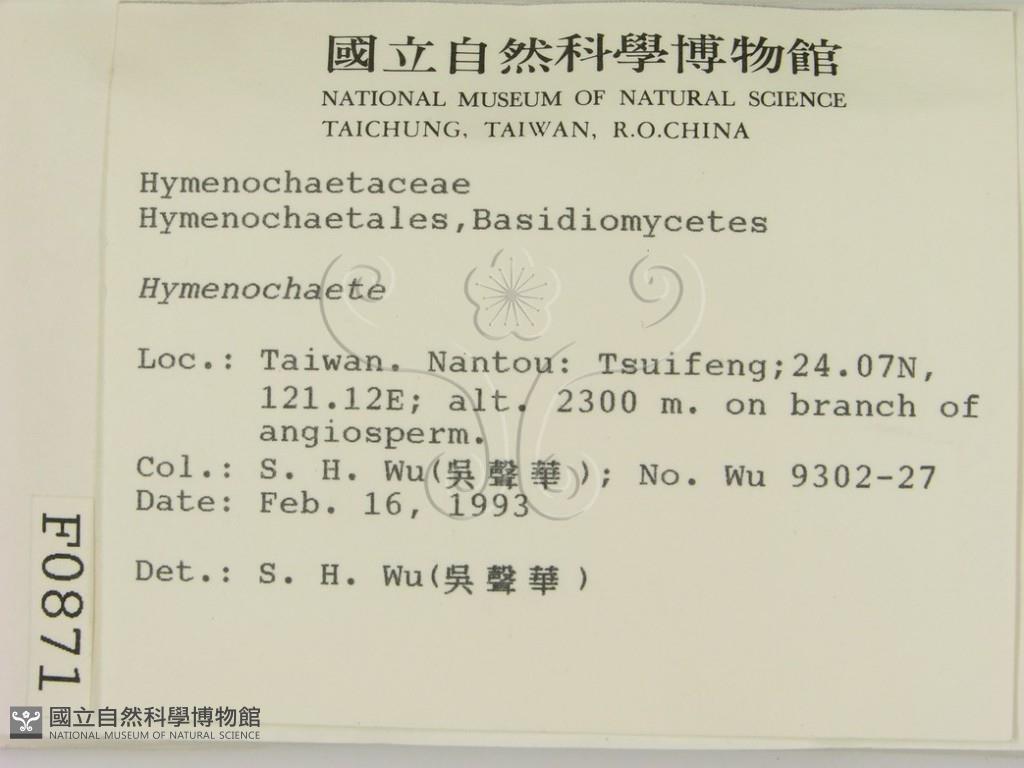 國立自然科學博物館
NATIONAL MUSEUM OF NATURAL SCIENCE
TAICHUNG, TAIWAN, R.O.CHINA
Hymenochaetaceae
Hymenochaetales,Basidiomycetes
Hymenochaete
Loc.: Taiwan. Nantou: Tsuifeng;24.07N,
121.12E; alt. 2300 m. on branch of
angiosperm.
Col.: S. H. Wu(吳聲華); No. Wu 9302-27
Date: Feb. 16, 1993
Det.: S. H. Wu(吳聲華)
F0871
國立自然科學博物館
NATIONAL MUSEUM OF NATURAL SCIENCE